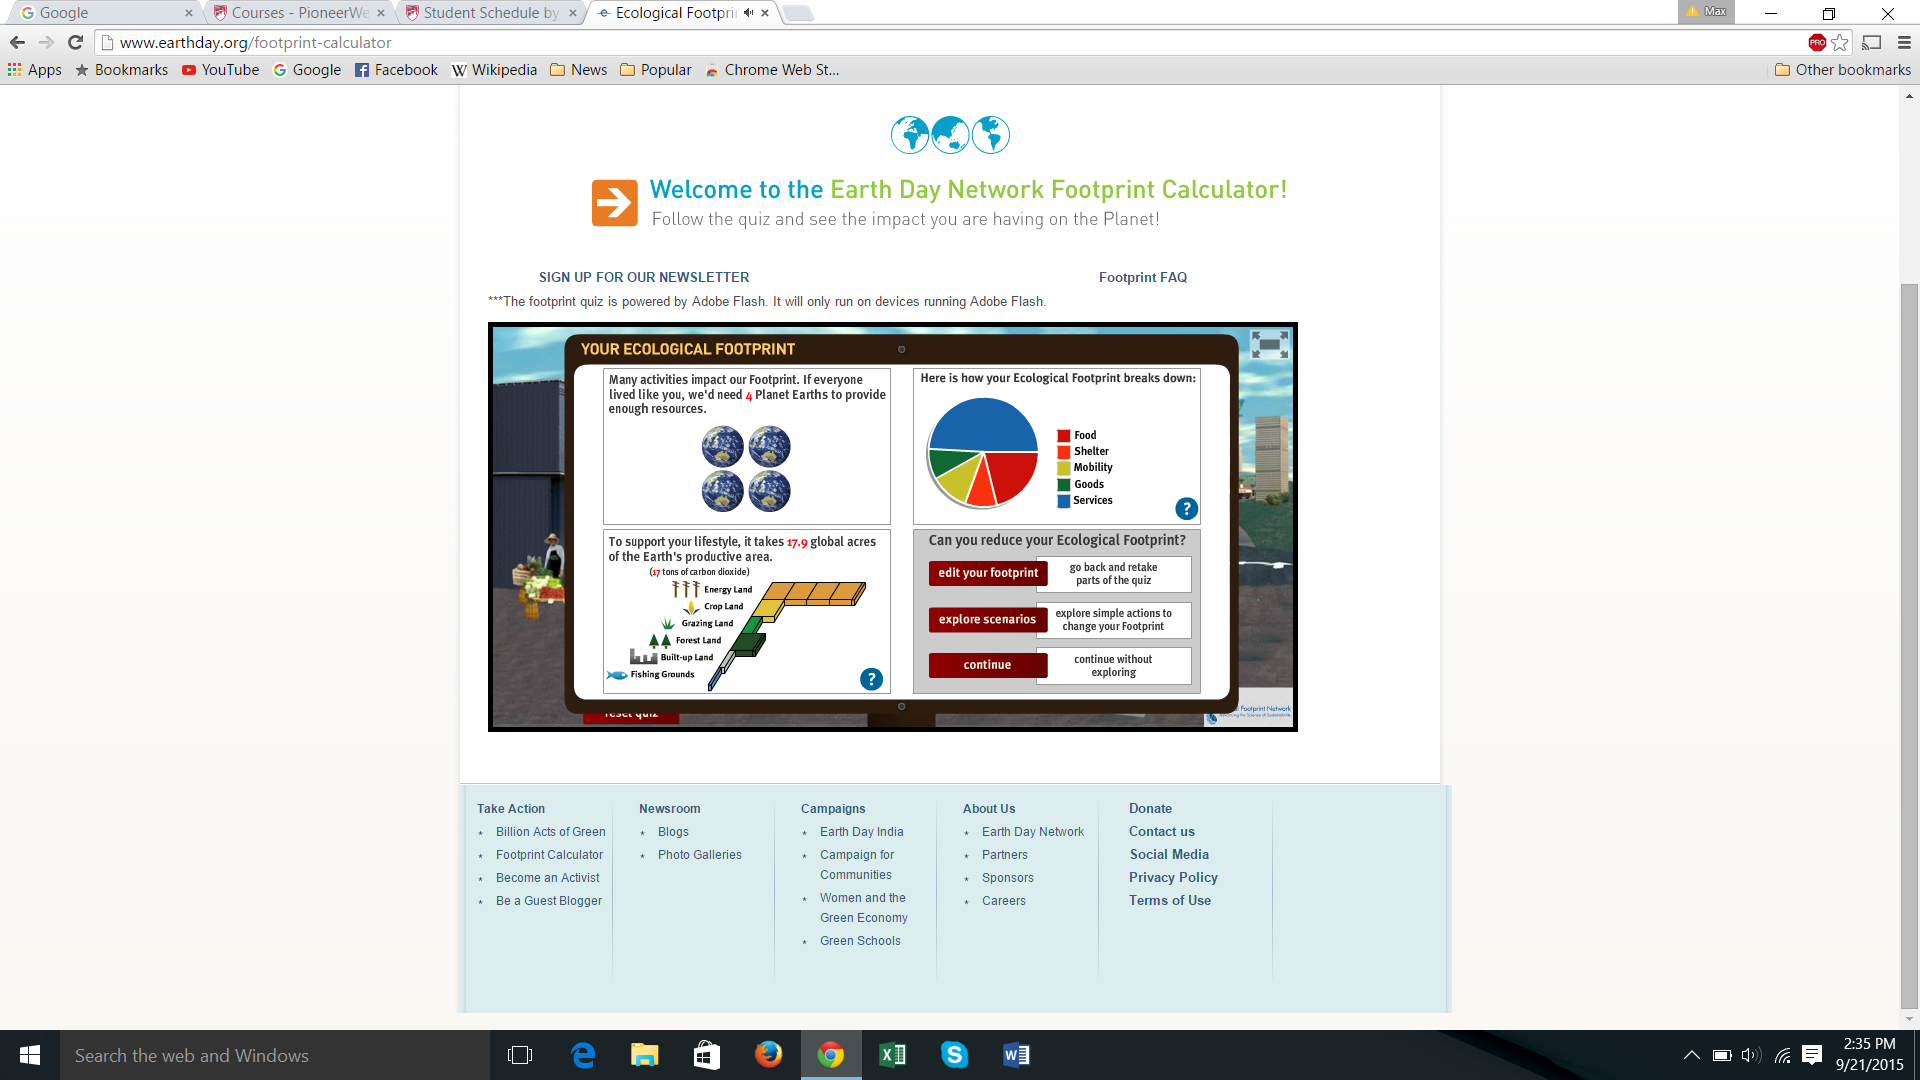 Google
Courses - PioneerWe
Student Schedule by
Ecological Footpri
Max
www.earthday.org/footprint-calculator
PRO
Apps
Bookmarks
YouTube
Google
Facebook
Wikipedia
News
Popular
Chrome Web St...
Other bookmarks
Welcome to the Earth Day Network Footprint Calculator!
Follow the quiz and see the impact you are having on the Planet!
SIGN UP FOR OUR NEWSLETTER
Footprint FAQ
***The footprint quiz is powered by Adobe Flash. It will only run on devices running Adobe Flash.
YOUR ECOLOGICAL FOOTPRINT
Many activities impact our Footprint. If everyone
lived like you, we'd need 4 Planet Earths to provide
enough resources.
Here is how your Ecological Footprint breaks down:
Food
Shelter
Mobility
Goods
Services
?
To support your lifestyle, it takes 17.9 global acres
of the Earth's productive area.
(17 tons of carbon dioxide)
Energy Land
Crop Land
Grazing Land
Forest Land
Built-up Land
Fishing Grounds
?
Can you reduce your Ecological Footprint?
edit your footprint
go back and retake
parts of the quiz
explore scenarios
explore simple actions to
change your Footprint
continue
continue without
exploring
reset quiz
l Footprint Network
Advancing the Science of Sustainability
Take Action
Billion Acts of Green
Footprint Calculator
Become an Activist
Be a Guest Blogger
Newsroom
Blogs
Photo Galleries
Campaigns
Earth Day India
Campaign for
Communities
Women and the
Green Economy
Green Schools
About Us
Earth Day Network
Partners
Sponsors
Careers
Donate
Contact us
Social Media
Privacy Policy
Terms of Use
Search the web and Windows
2:35 PM
9/21/2015